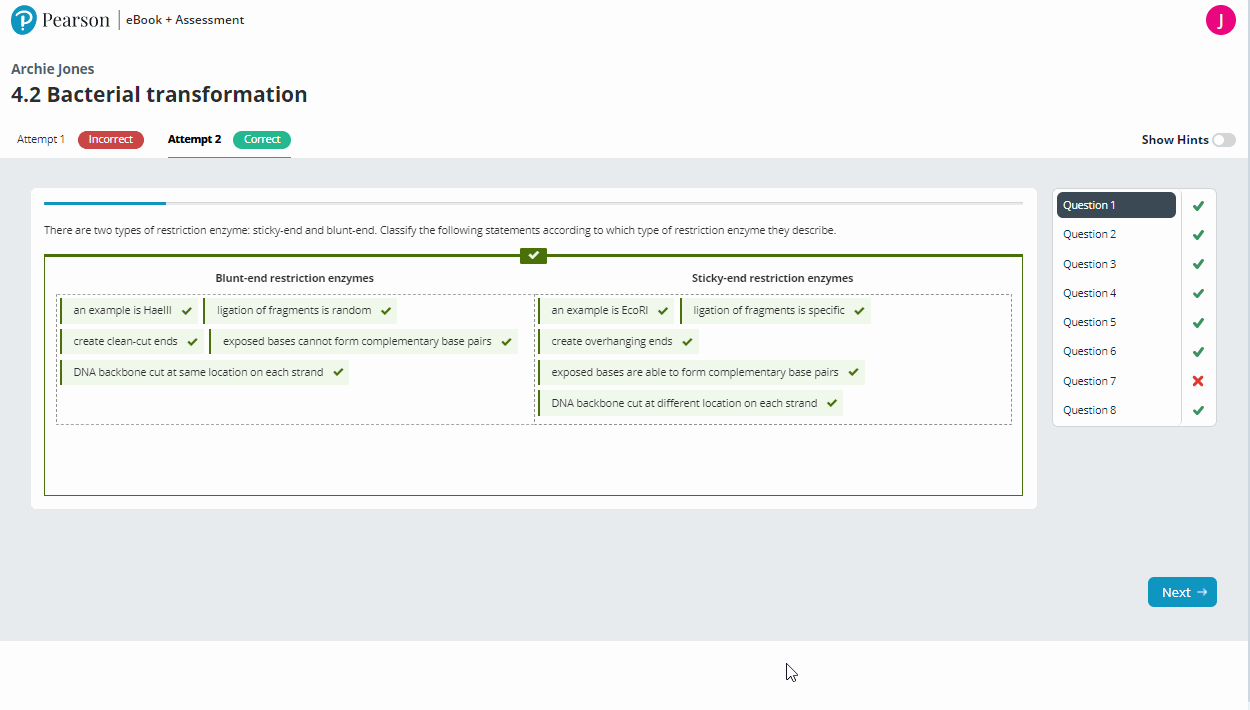 Pearson eBook + Assessment
J
Archie Jones
4.2 Bacterial transformation
Attempt 1 Incorrect Attempt 2 Correct Show Hints
There are two types of restriction enzyme: sticky-end and blunt-end. Classify the following statements according to which type of restriction enzyme they describe.
Blunt-end restriction enzymes
an example is HaeIII
ligation of fragments is random
create clean-cut ends
exposed bases cannot form complementary base pairs
DNA backbone cut at same location on each strand
Sticky-end restriction enzymes
an example is EcoRI
ligation of fragments is specific
create overhanging ends
exposed bases are able to form complementary base pairs
DNA backbone cut at different location on each strand
Question 1
Question 2
Question 3
Question 4
Question 5
Question 6
Question 7
Question 8
Next →